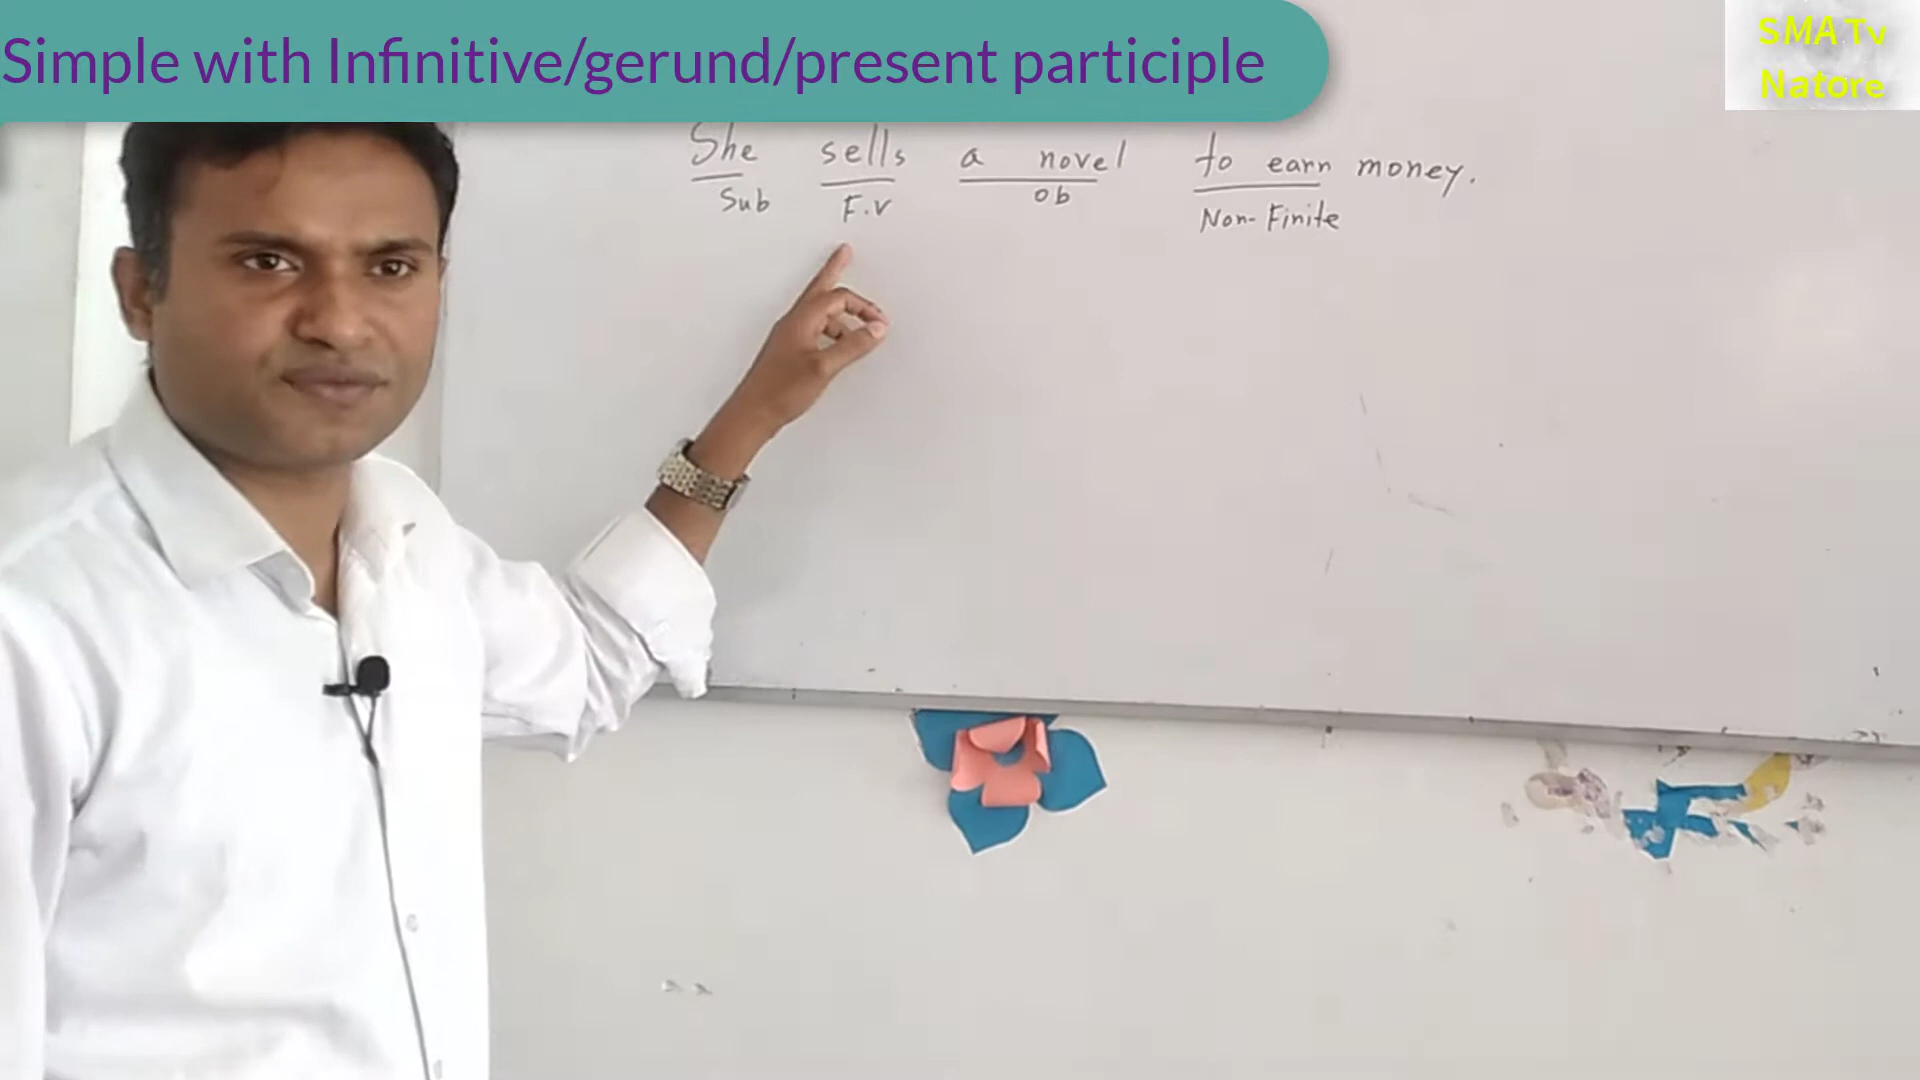 Simple with Infinitive/gerund/present participle
SMA Tv
Natore
She sells a novel to earn money.
Sub F.V ob Non-Finite